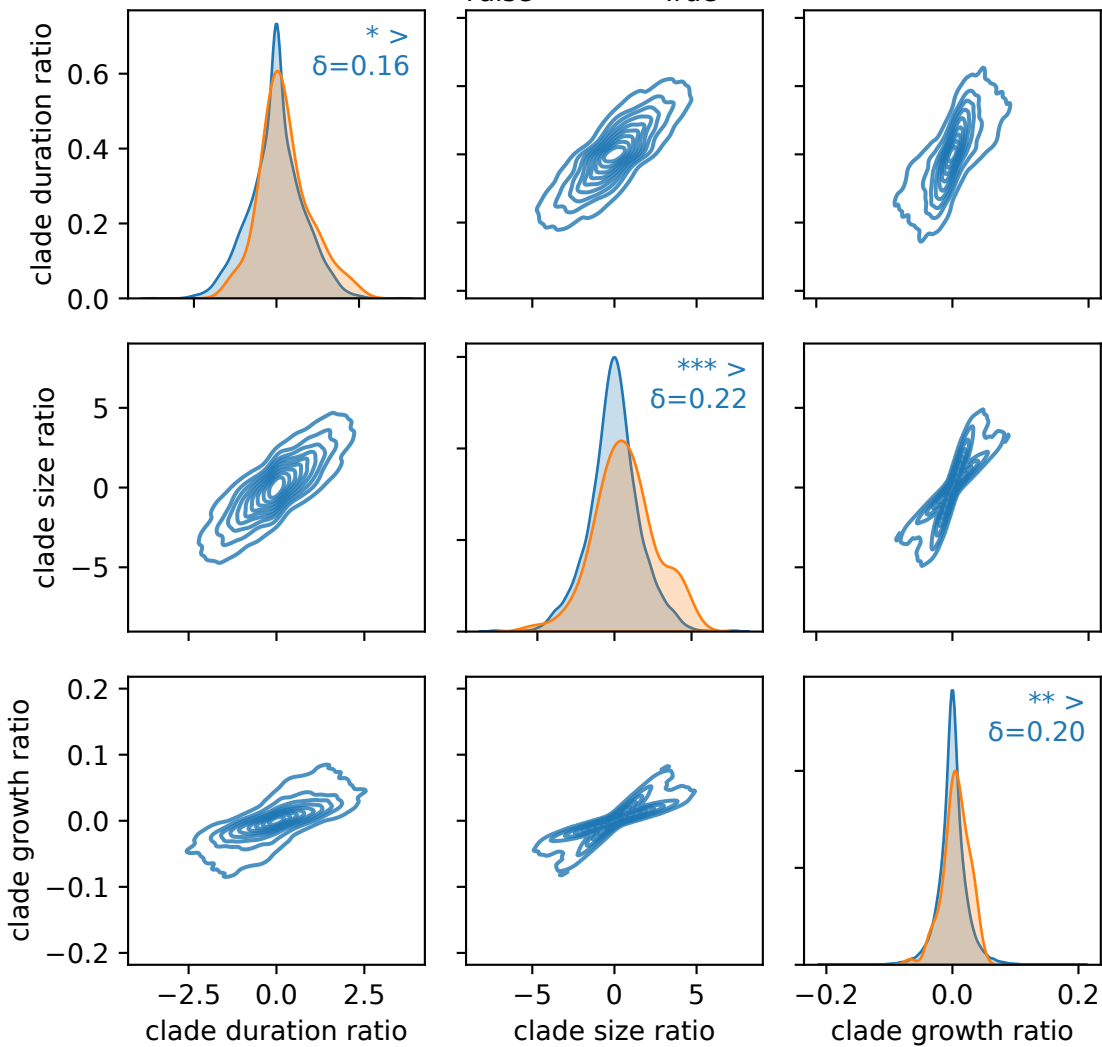 False True
clade duration ratio
0.6
0.4
0.2
0.0
* >
δ=0.16
clade size ratio
5
0
−5
*** >
δ=0.22
clade growth ratio
0.2
0.1
0.0
−0.1
−0.2
** >
δ=0.20
−2.5 0.0 2.5
−5 0 5
−0.2 0.0 0.2
clade duration ratio
clade size ratio
clade growth ratio